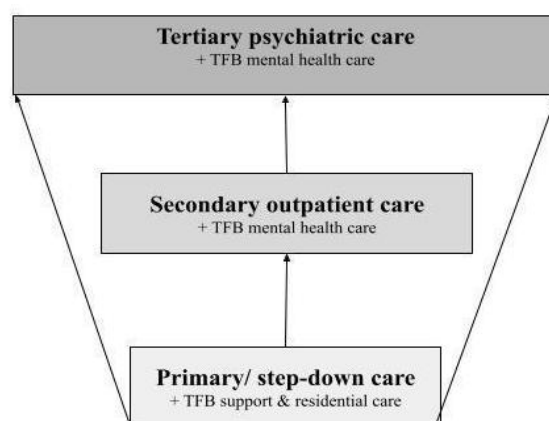 Tertiary psychiatric care
+ TFB mental health care
Secondary outpatient care
+ TFB mental health care
Primary/ step-down care
+ TFB support & residential care